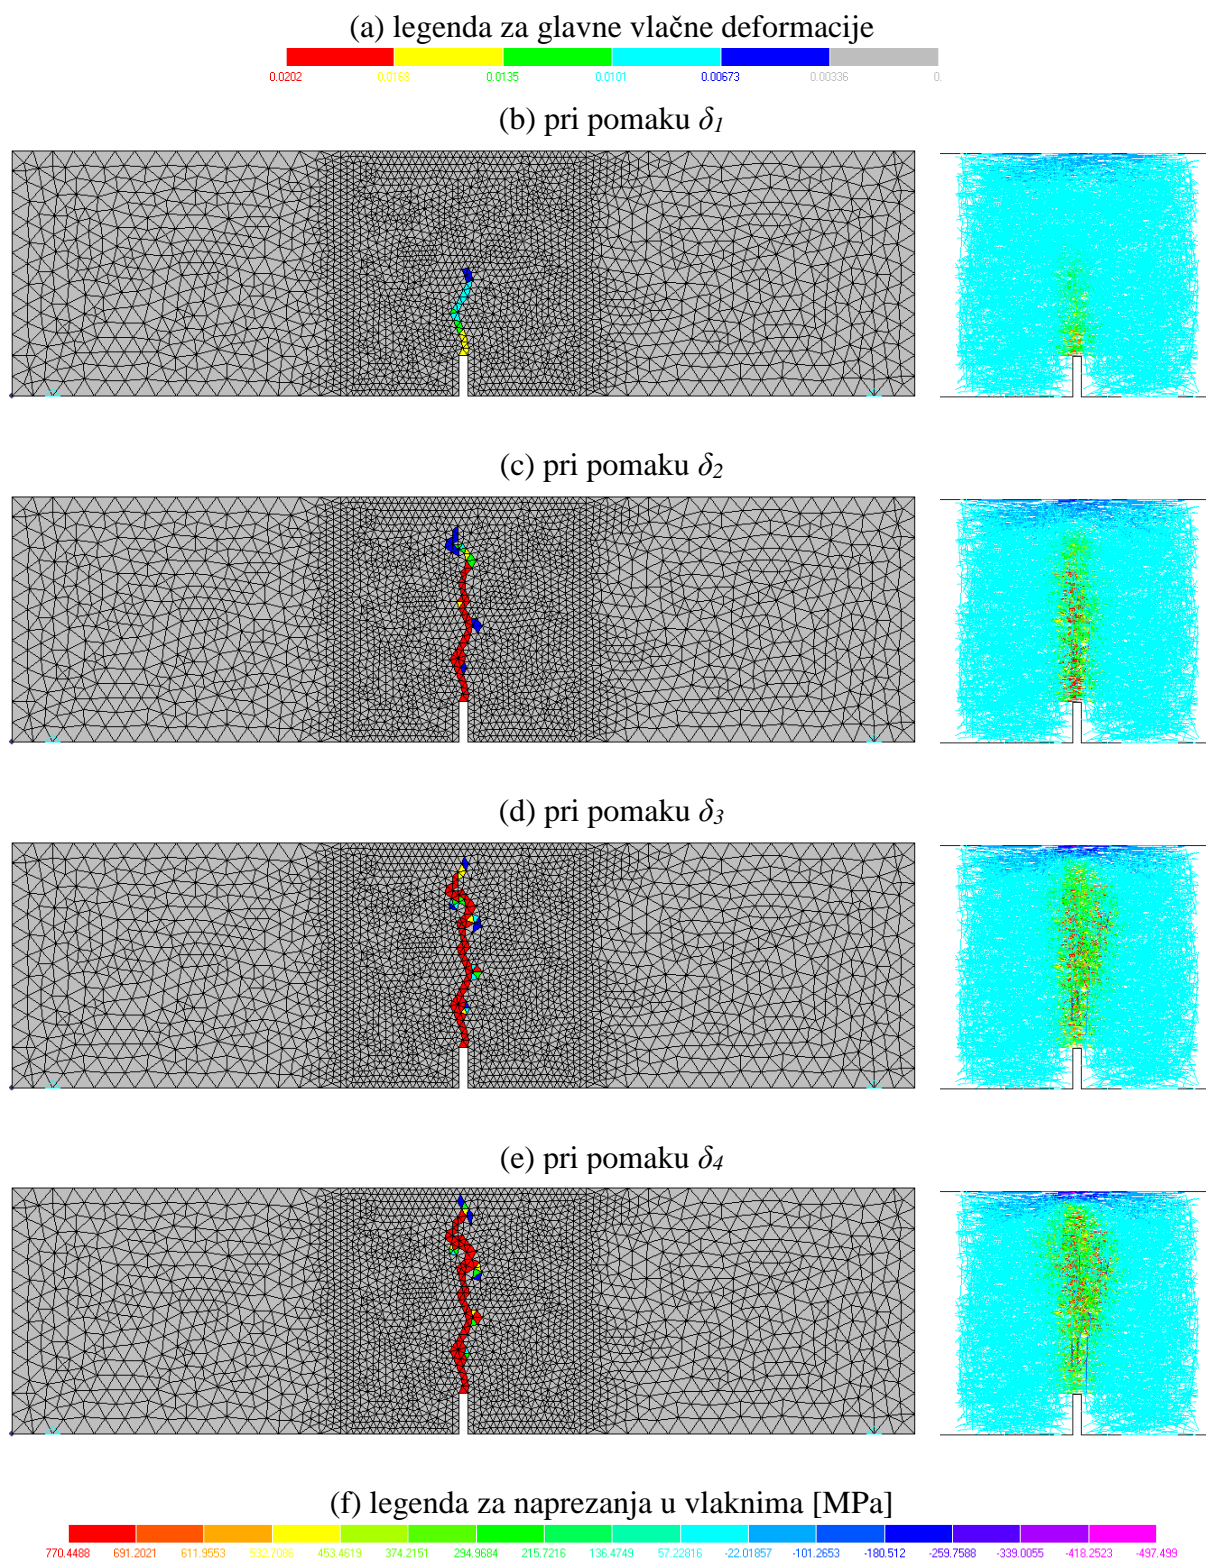 (a) legenda za glavne vlačne deformacije
0.0202 0.0168 0.0135 0.0101 0.00673 0.00336 0.
(b) pri pomaku δ1
(c) pri pomaku δ2
(d) pri pomaku δ3
(e) pri pomaku δ4
(f) legenda za naprezanja u vlaknima [MPa]
770.4488 691.2021 611.9553 532.7086 453.4619 374.2151 294.9684 215.7216 136.4749 57.22816 -22.01857 -101.2653 -180.512 -259.7588 -339.0055 -418.2523 -497.499